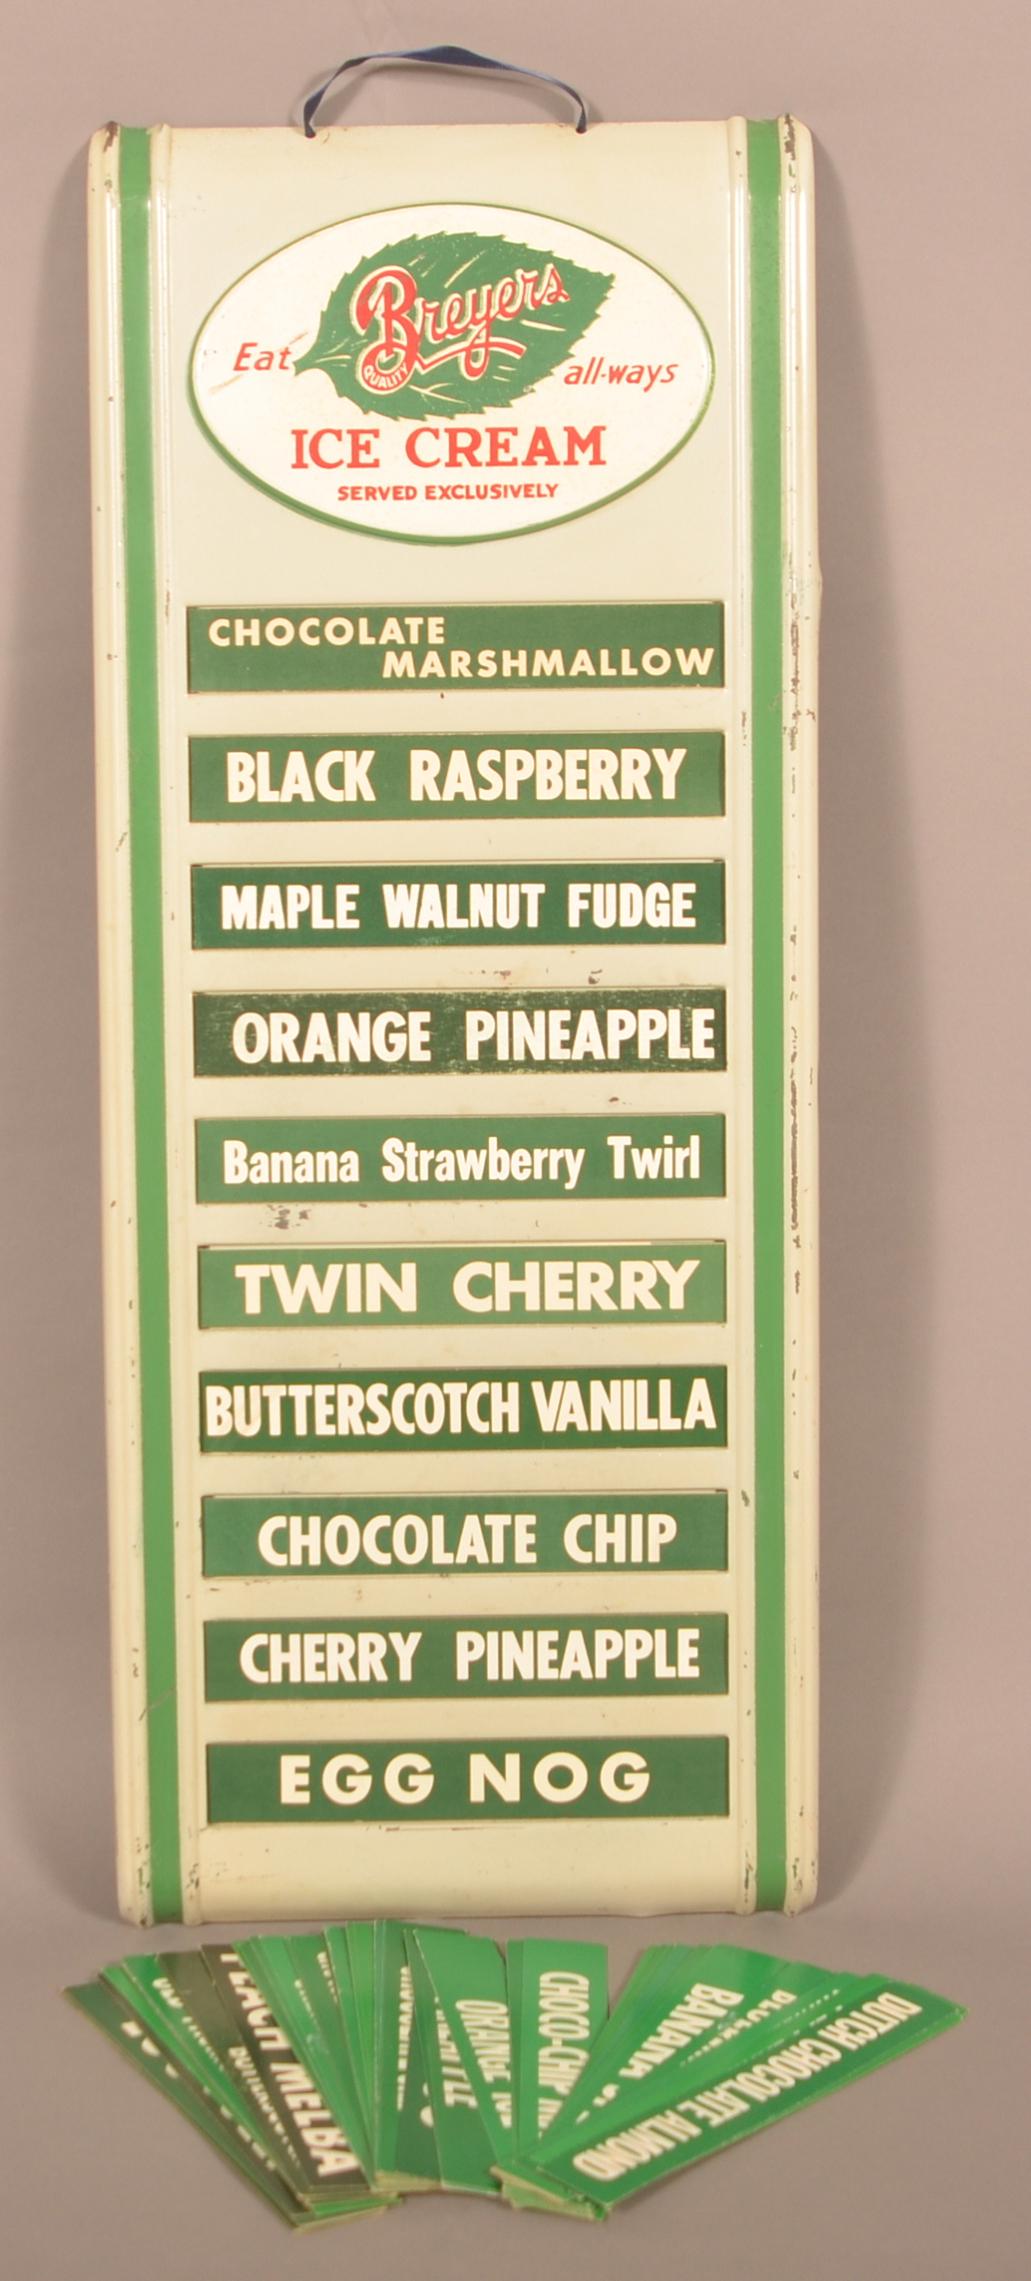 Breyers
QUALITY
Eat all-ways
ICE CREAM
SERVED EXCLUSIVELY
CHOCOLATE
MARSHMALLOW
BLACK RASPBERRY
MAPLE WALNUT FUDGE
ORANGE PINEAPPLE
Banana Strawberry Twirl
TWIN CHERRY
BUTTERSCOTCH VANILLA
CHOCOLATE CHIP
CHERRY PINEAPPLE
EGG NOG
PEACH MELBA
ORANGE
CHOCO-CHIP
BANANA
DUTCH CHOCOLATE ALMOND